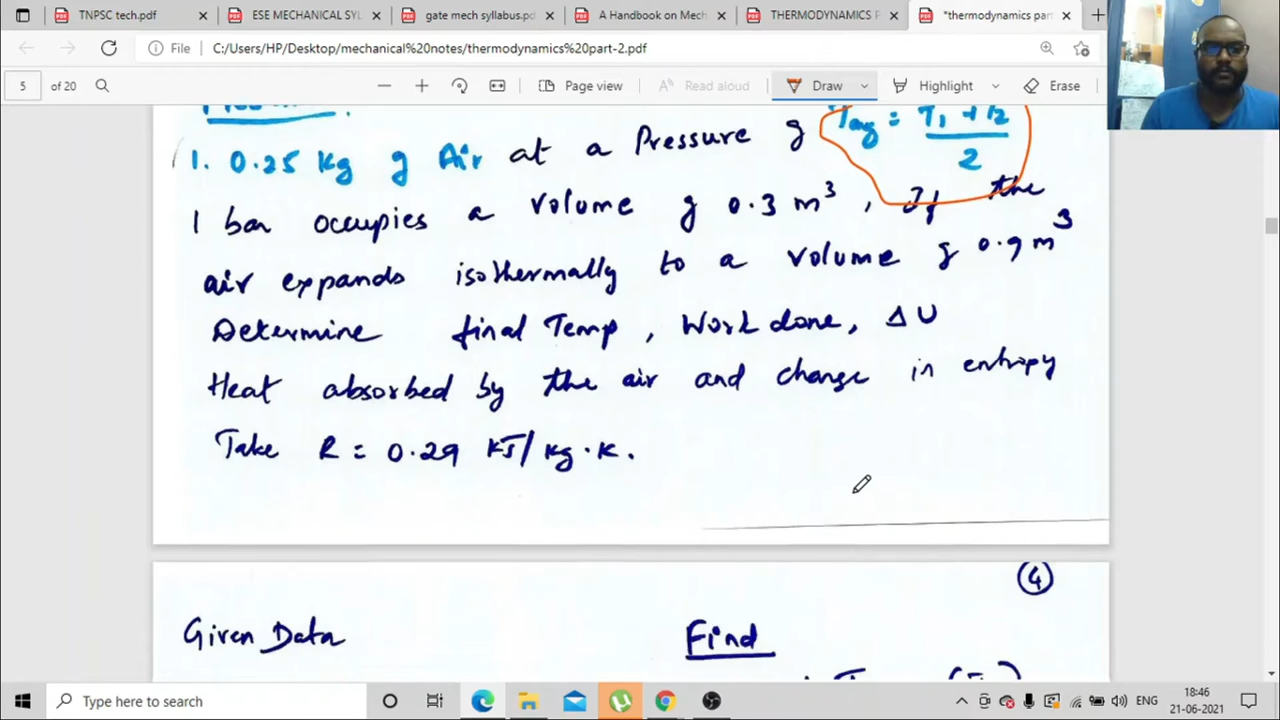 TNPSC tech.pdf
ESE MECHANICAL SYL
gate mech syllabus.pd
A Handbook on Mech
THERMODYNAMICS P
*thermodynamics par
File
C:/Users/HP/Desktop/mechanical%20notes/thermodynamics%20part-2.pdf
5 of 20
Page view
Read aloud
Draw
Highlight
Erase
Tavg = T1 + T2
2
1. 0.25 kg of Air at a Pressure of
1 bar occupies a volume of 0.3 m3, If the
air expands isothermally to a volume of 0.9 m3
Determine final Temp, Work done, ΔU
Heat absorbed by the air and change in entropy
Take R = 0.29 KJ/kg.K.
4
Given Data
Find
Type here to search
ENG
18:46
21-06-2021